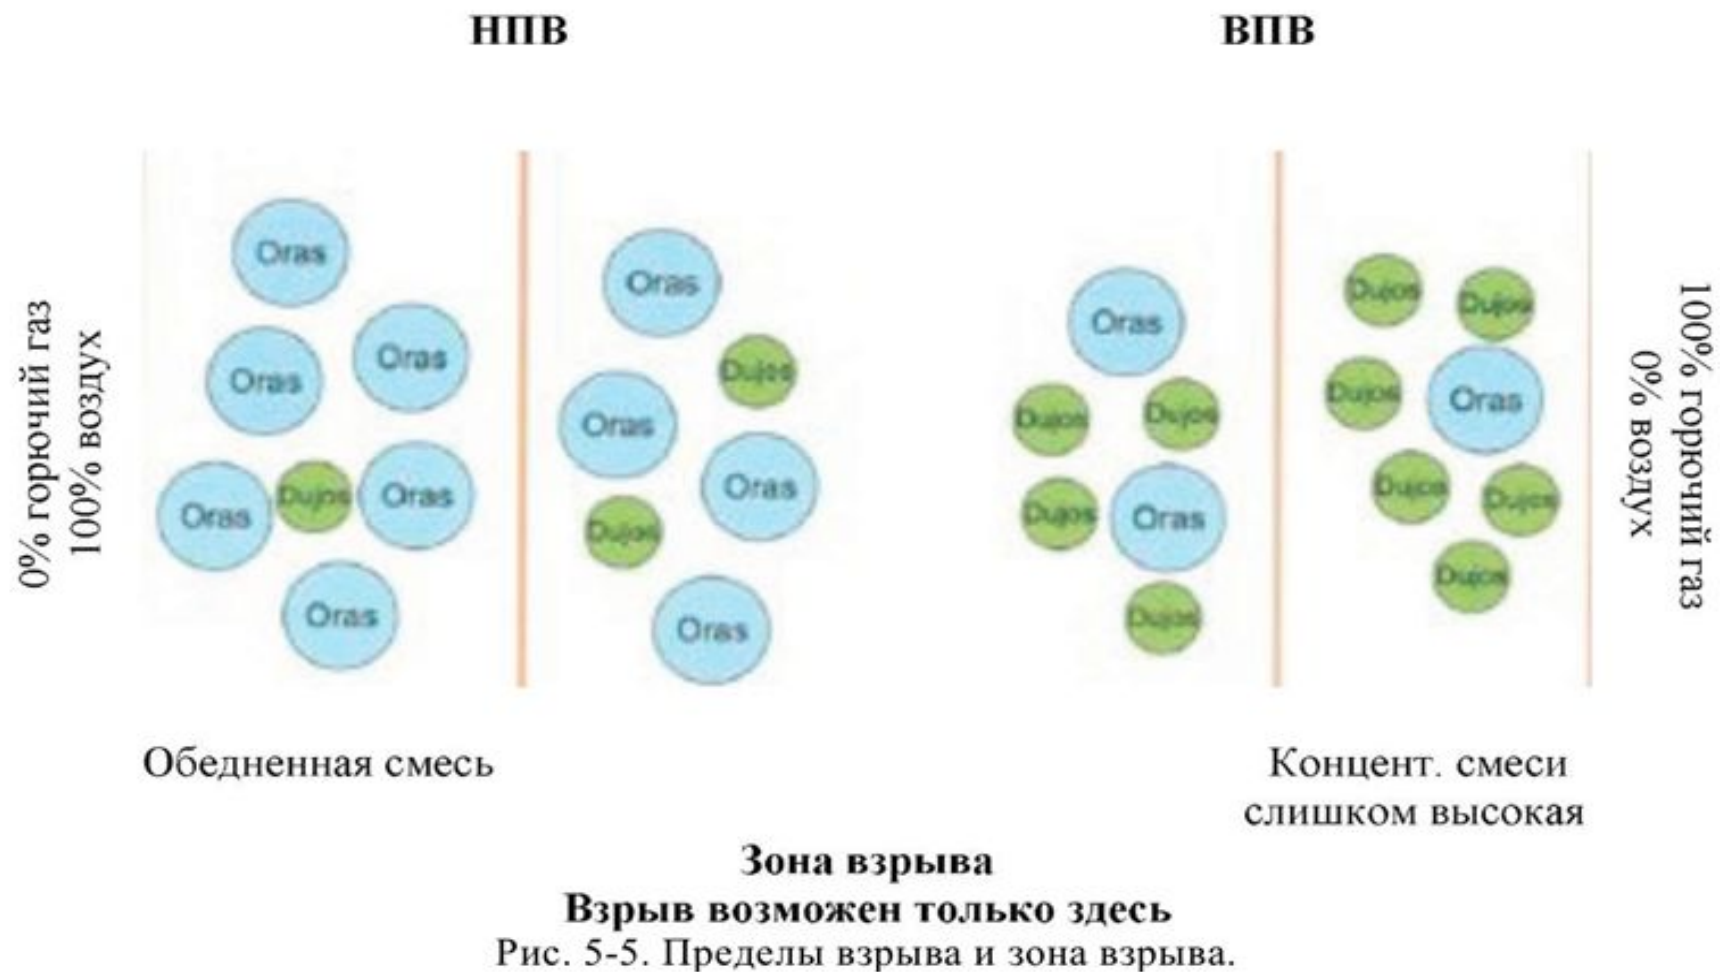 НПВ
ВПВ
0% горючий газ
100% воздух
Oras
Oras
Oras
Oras
Dujos
Oras
Oras
Oras
Dujos
Oras
Oras
Dujos
Oras
Oras
Dujos
Dujos
Dujos
Oras
Dujos
Dujos
Dujos
Dujos
Oras
Dujos
Dujos
Dujos
100% горючий газ
0% воздух
Обедненная смесь
Концент. смеси
слишком высокая
Зона взрыва
Взрыв возможен только здесь
Рис. 5-5. Пределы взрыва и зона взрыва.